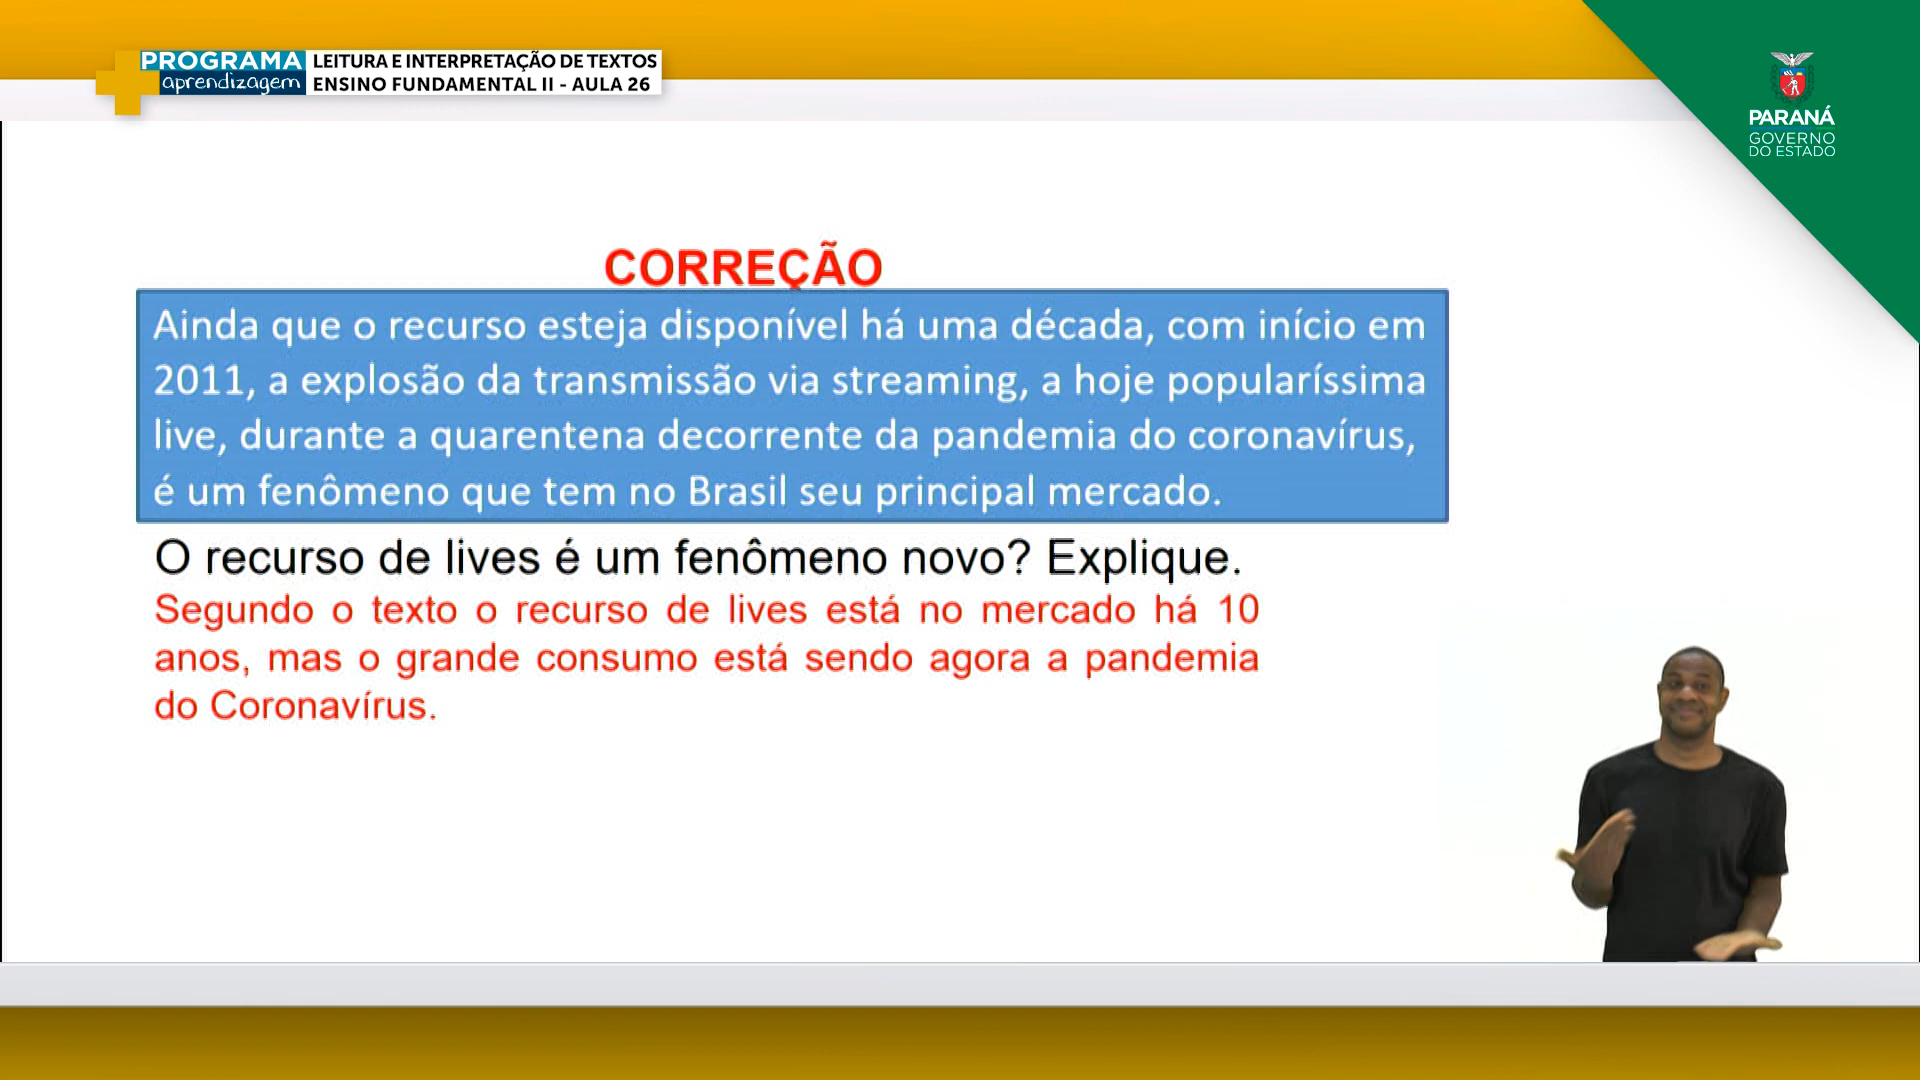 PROGRAMA
aprendizagem
LEITURA E INTERPRETAÇÃO DE TEXTOS
ENSINO FUNDAMENTAL II - AULA 26
PARANÁ
GOVERNO
DO ESTADO
CORREÇÃO
Ainda que o recurso esteja disponível há uma década, com início em
2011, a explosão da transmissão via streaming, a hoje popularíssima
live, durante a quarentena decorrente da pandemia do coronavírus,
é um fenômeno que tem no Brasil seu principal mercado.
O recurso de lives é um fenômeno novo? Explique.
Segundo o texto o recurso de lives está no mercado há 10
anos, mas o grande consumo está sendo agora a pandemia
do Coronavírus.